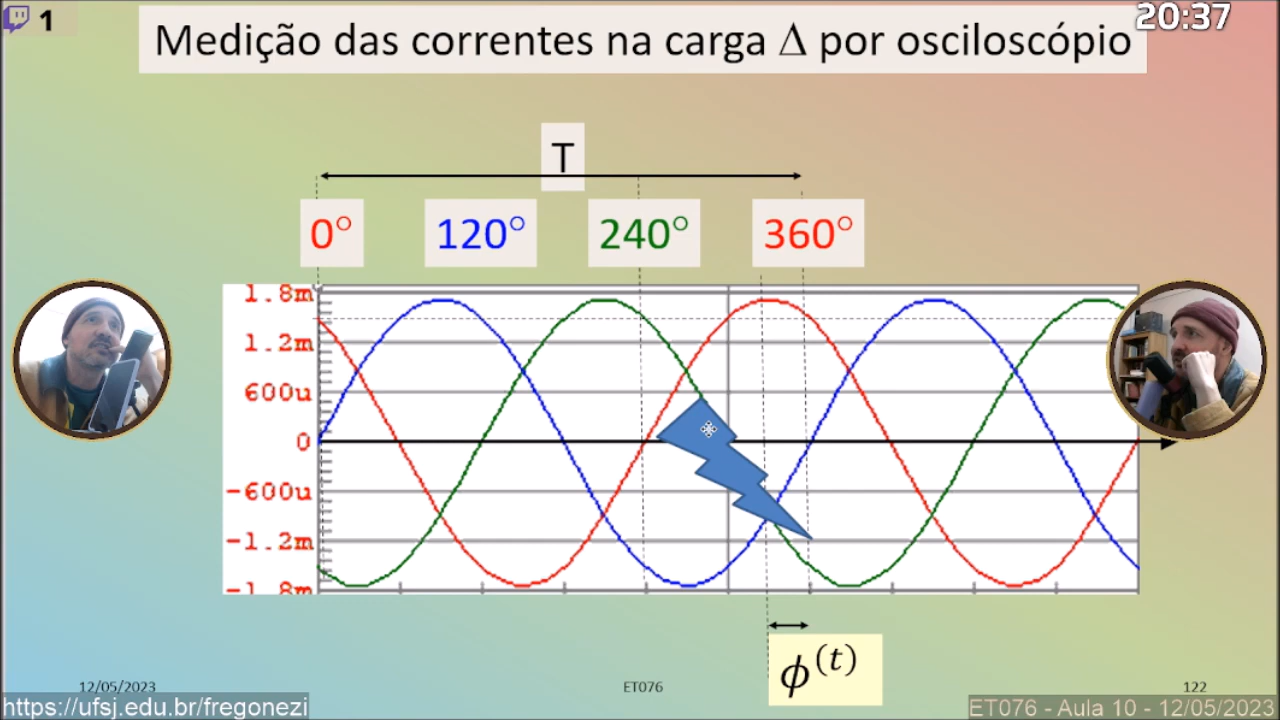 1
20:37
Medição das correntes na carga Δ por osciloscópio
T
0° 120° 240° 360°
1.8m
1.2m
600u
0
-600u
-1.2m
-1.8m
ϕ(t)
12/05/2023 ET076 122
https://ufsj.edu.br/fregonezi
ET076 - Aula 10 - 12/05/2023